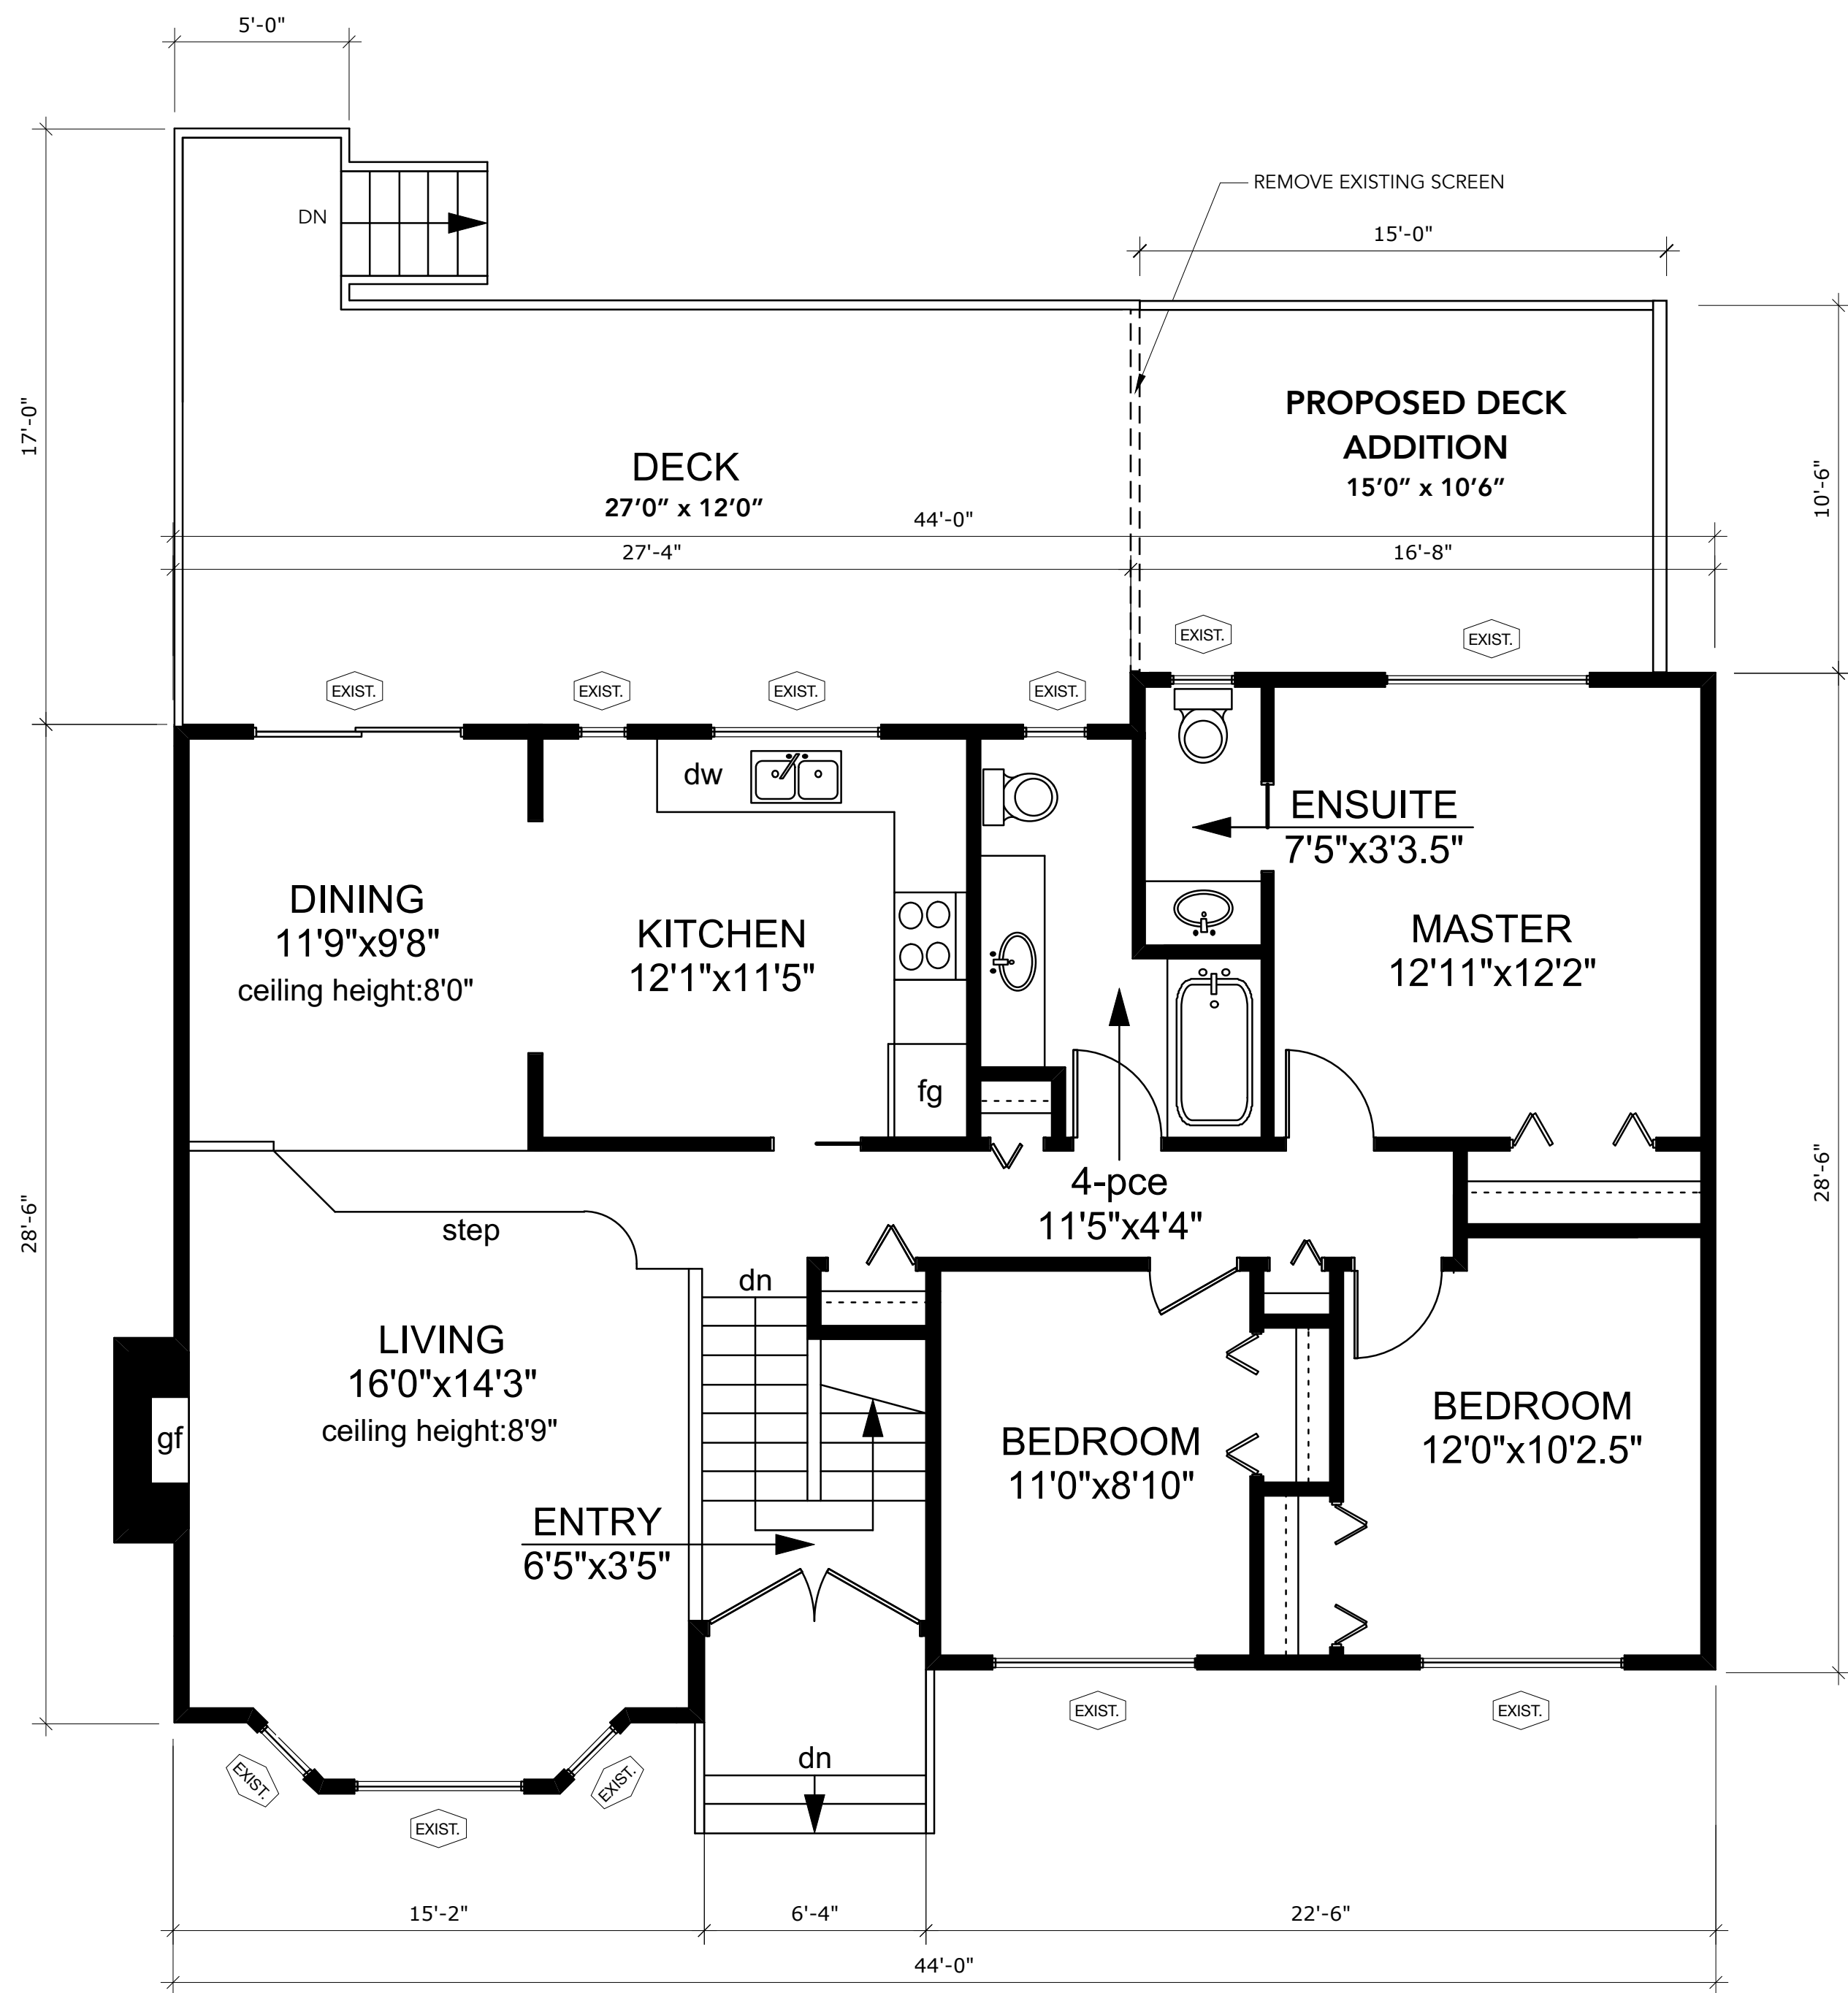 5'-0"
REMOVE EXISTING SCREEN
DN
15'-0"
17'-0"
PROPOSED DECK
ADDITION
15'0" x 10'6"
10'-6"
DECK
27'0" x 12'0"
44'-0"
27'-4"
16'-8"
EXIST.
EXIST.
EXIST.
EXIST.
EXIST.
EXIST.
dw
ENSUITE
7'5"x3'3.5"
DINING
11'9"x9'8"
ceiling height:8'0"
KITCHEN
12'1"x11'5"
MASTER
12'11"x12'2"
fg
28'-6"
4-pce
11'5"x4'4"
28'-6"
step
dn
LIVING
16'0"x14'3"
ceiling height:8'9"
gf
BEDROOM
11'0"x8'10"
BEDROOM
12'0"x10'2.5"
ENTRY
6'5"x3'5"
EXIST.
EXIST.
dn
EXIST.
EXIST.
EXIST.
15'-2"
6'-4"
22'-6"
44'-0"